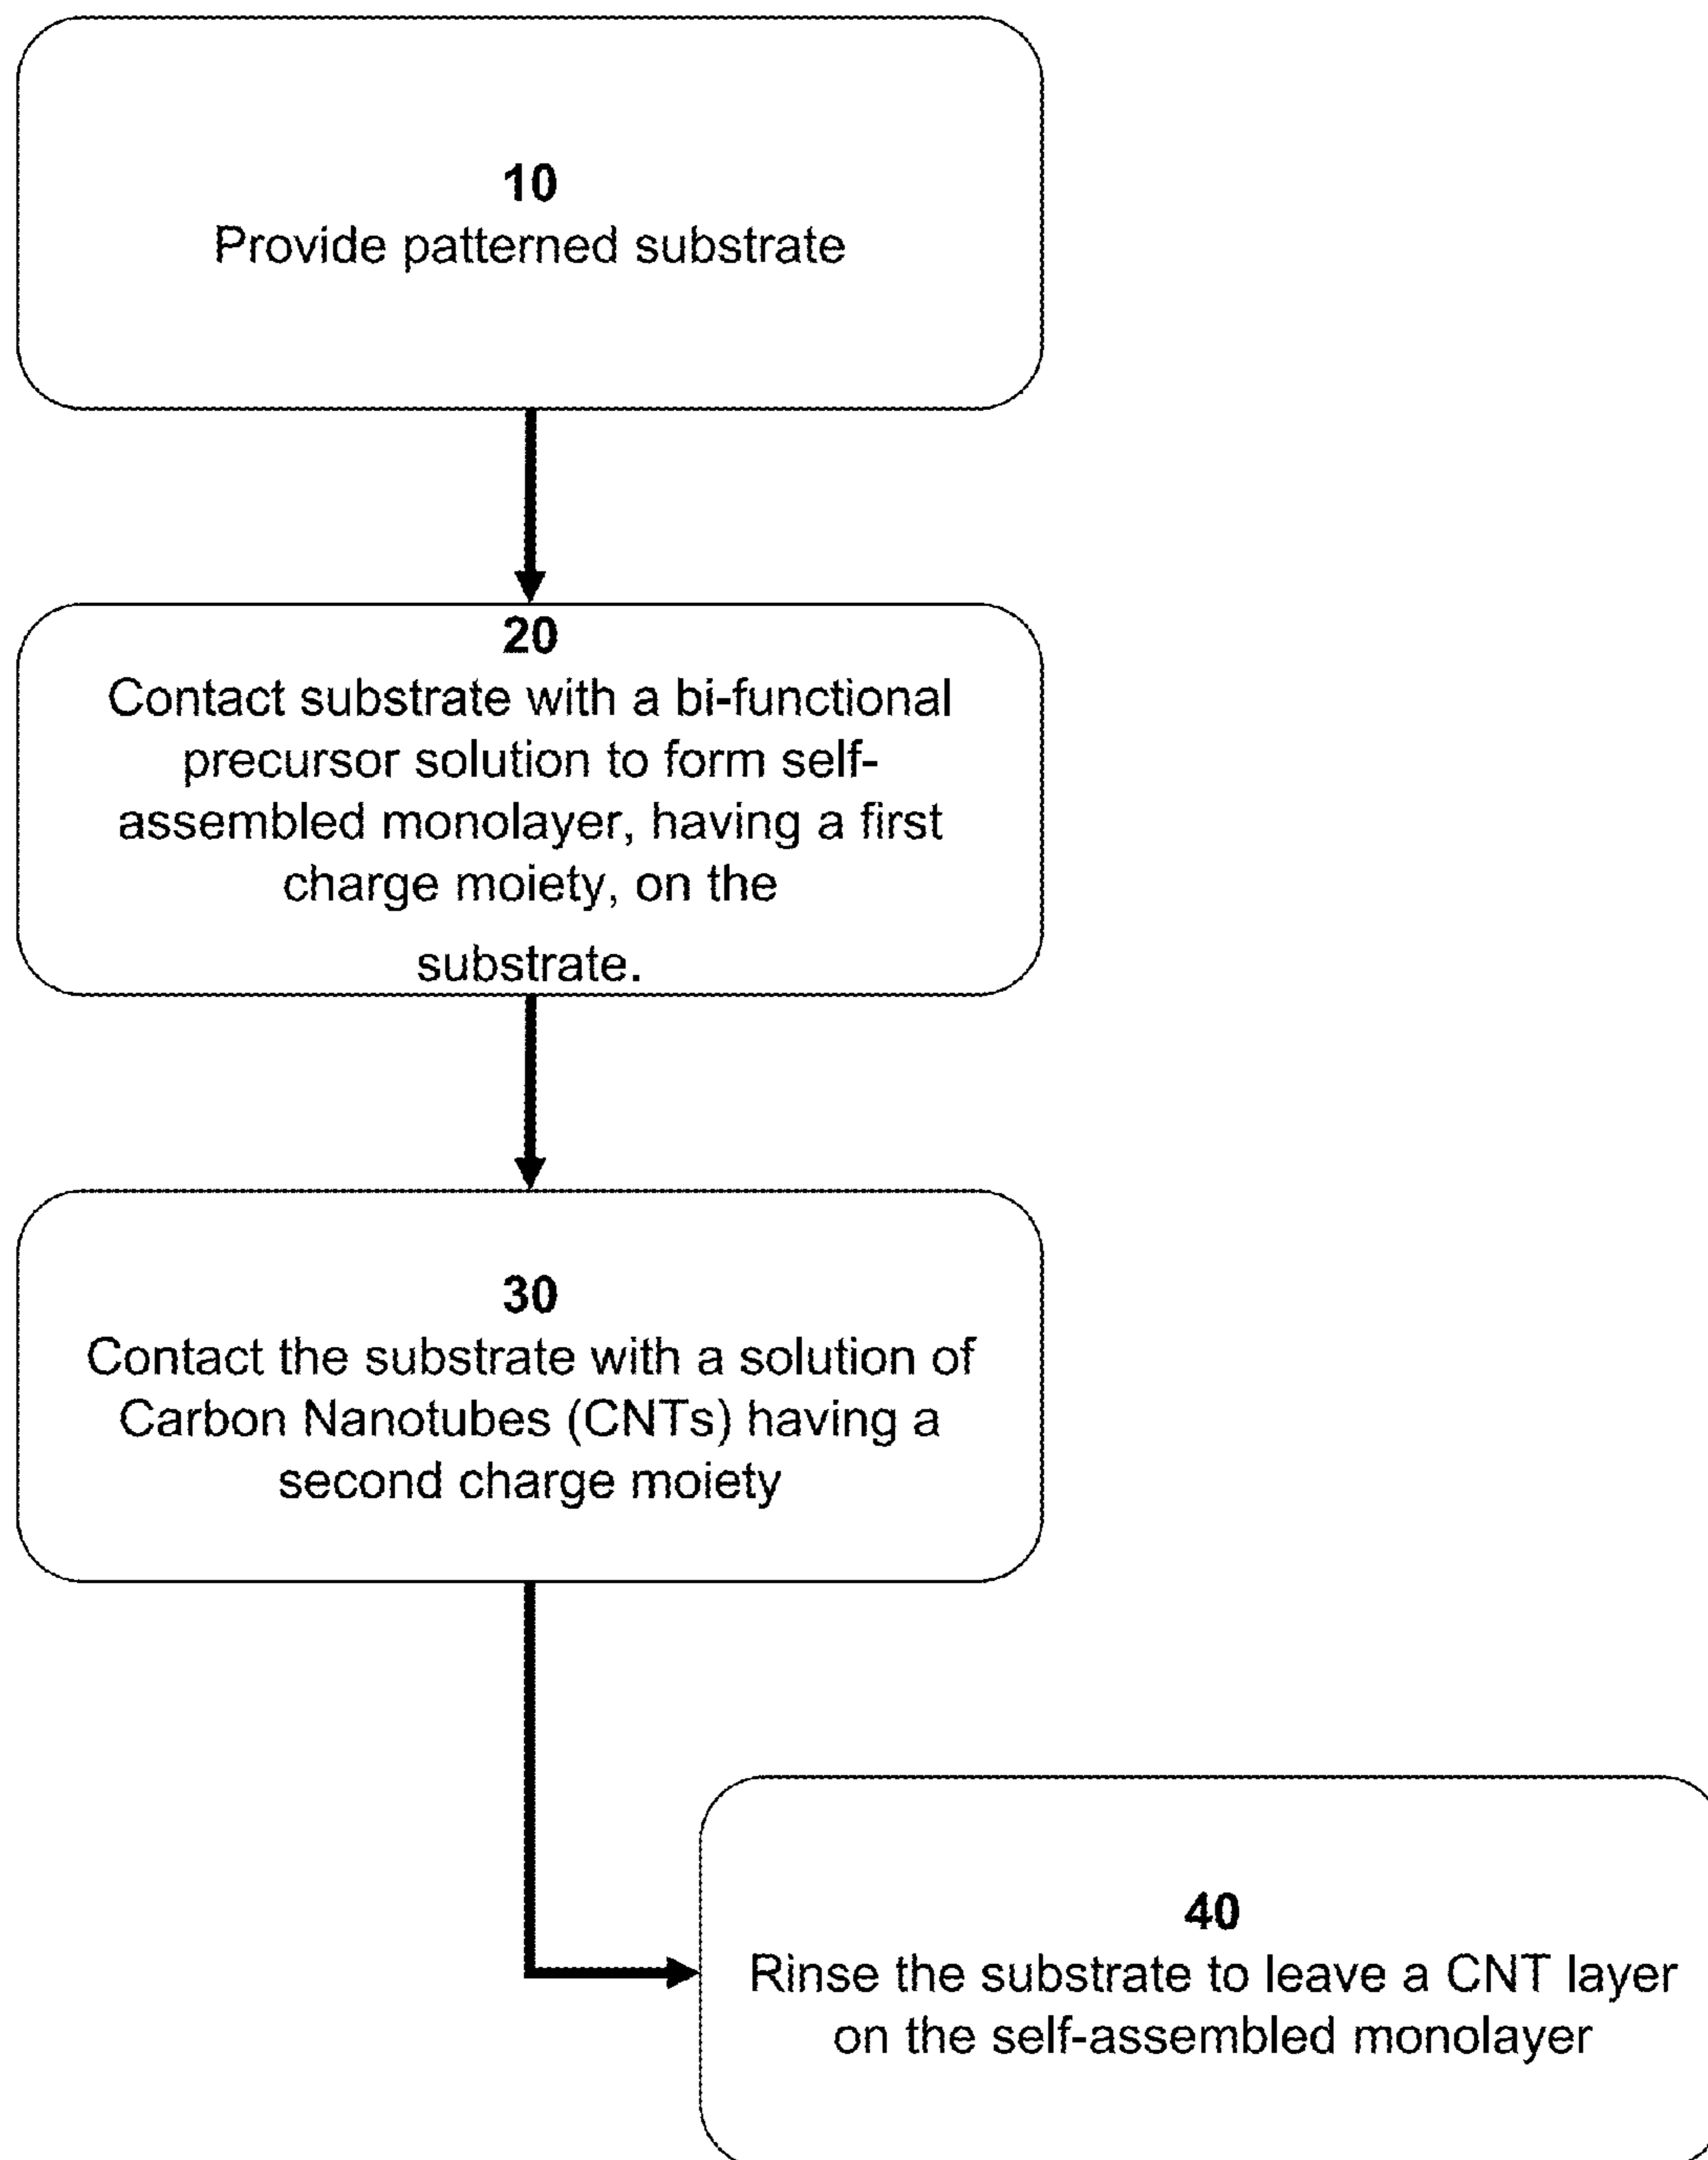 10
Provide patterned substrate
20
Contact substrate with a bi-functional
precursor solution to form self-
assembled monolayer, having a first
charge moiety, on the
substrate.
30
Contact the substrate with a solution of
Carbon Nanotubes (CNTs) having a
second charge moiety
40
Rinse the substrate to leave a CNT layer
on the self-assembled monolayer